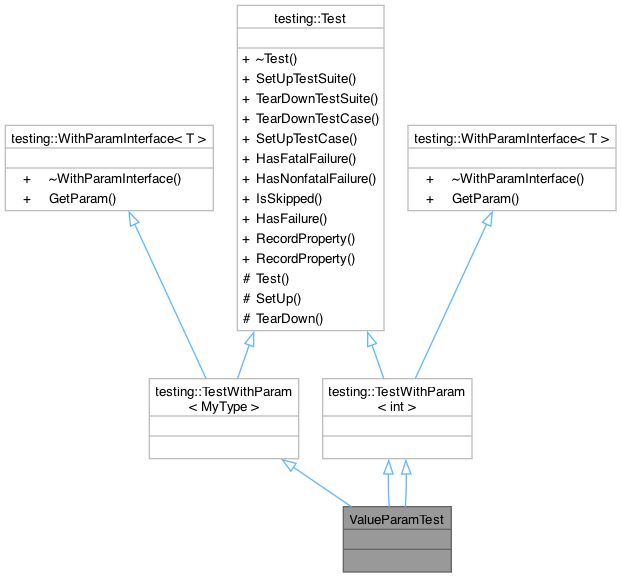 testing::Test
+ ~Test()
+ SetUpTestSuite()
+ TearDownTestSuite()
+ TearDownTestCase()
+ SetUpTestCase()
+ HasFatalFailure()
+ HasNonfatalFailure()
+ IsSkipped()
+ HasFailure()
+ RecordProperty()
+ RecordProperty()
# Test()
# SetUp()
# TearDown()
testing::WithParamInterface< T >
+ ~WithParamInterface()
+ GetParam()
testing::WithParamInterface< T >
+ ~WithParamInterface()
+ GetParam()
testing::TestWithParam
< MyType >
testing::TestWithParam
< int >
ValueParamTest